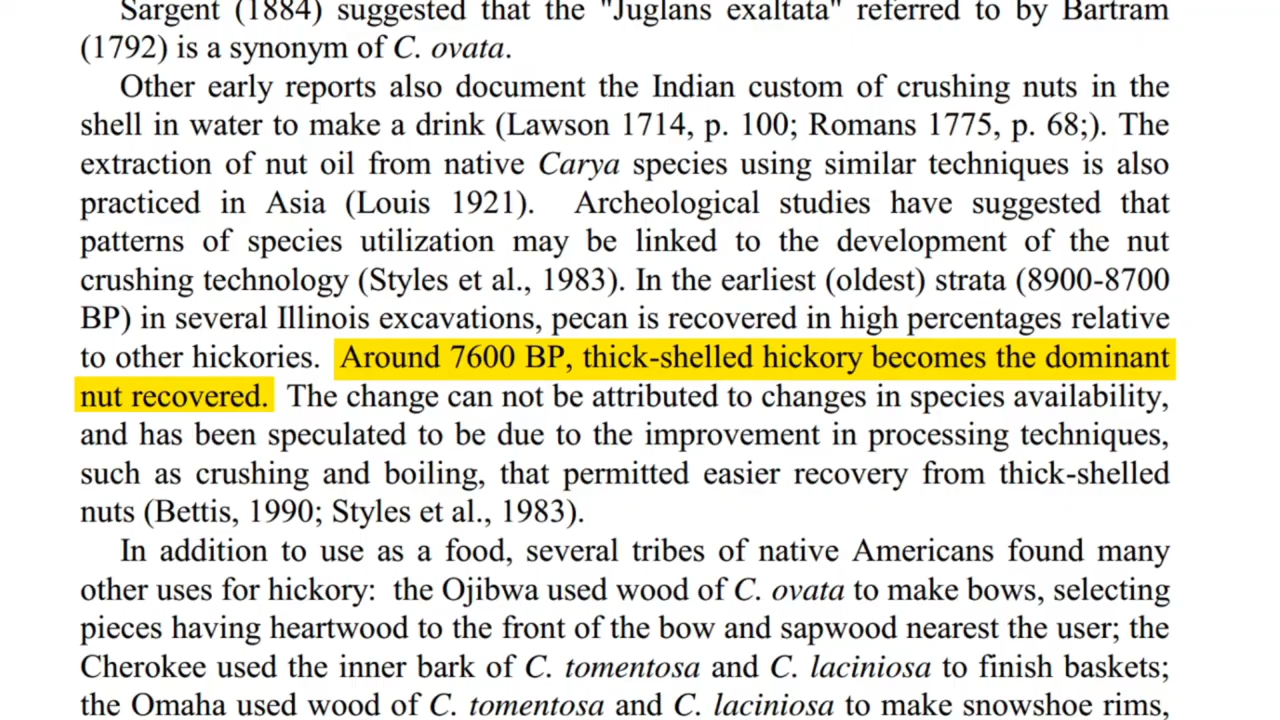 Sargent (1884) suggested that the "Juglans exaltata" referred to by Bartram
(1792) is a synonym of C. ovata.
Other early reports also document the Indian custom of crushing nuts in the
shell in water to make a drink (Lawson 1714, p. 100; Romans 1775, p. 68;). The
extraction of nut oil from native Carya species using similar techniques is also
practiced in Asia (Louis 1921). Archeological studies have suggested that
patterns of species utilization may be linked to the development of the nut
crushing technology (Styles et al., 1983). In the earliest (oldest) strata (8900-8700
BP) in several Illinois excavations, pecan is recovered in high percentages relative
to other hickories. Around 7600 BP, thick-shelled hickory becomes the dominant
nut recovered. The change can not be attributed to changes in species availability,
and has been speculated to be due to the improvement in processing techniques,
such as crushing and boiling, that permitted easier recovery from thick-shelled
nuts (Bettis, 1990; Styles et al., 1983).
In addition to use as a food, several tribes of native Americans found many
other uses for hickory: the Ojibwa used wood of C. ovata to make bows, selecting
pieces having heartwood to the front of the bow and sapwood nearest the user; the
Cherokee used the inner bark of C. tomentosa and C. laciniosa to finish baskets;
the Omaha used wood of C. tomentosa and C. laciniosa to make snowshoe rims,